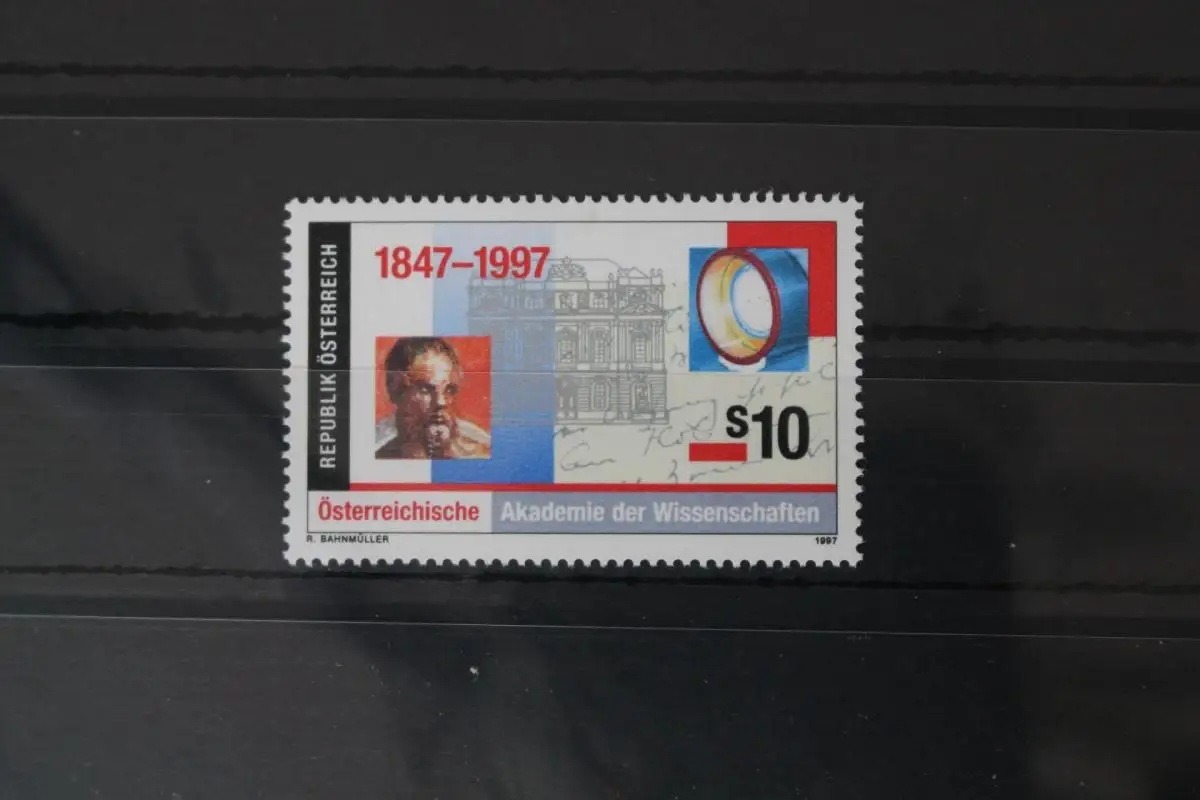 REPUBLIK ÖSTERREICH
1847–1997
S10
Österreichische Akademie der Wissenschaften
R. BAHNMÜLLER
1997